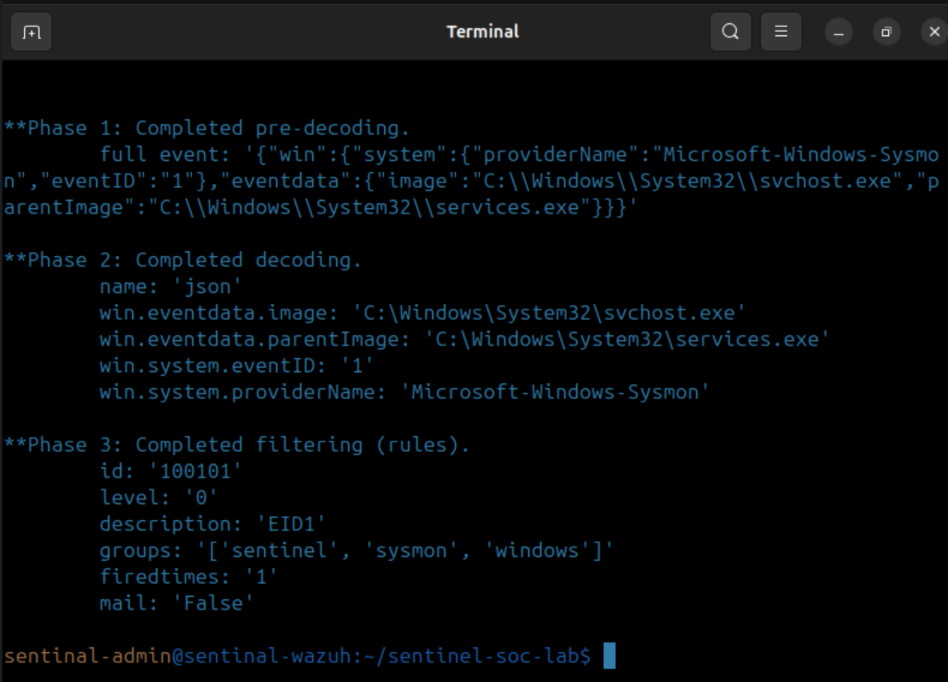 Terminal
**Phase 1: Completed pre-decoding.
full event: '{"win":{"system":{"providerName":"Microsoft-Windows-Sysmo
n","eventID":"1"},"eventdata":{"image":"C:\\Windows\\System32\\svchost.exe","p
arentImage":"C:\\Windows\\System32\\services.exe"}}}'
**Phase 2: Completed decoding.
name: 'json'
win.eventdata.image: 'C:\Windows\System32\svchost.exe'
win.eventdata.parentImage: 'C:\Windows\System32\services.exe'
win.system.eventID: '1'
win.system.providerName: 'Microsoft-Windows-Sysmon'
**Phase 3: Completed filtering (rules).
id: '100101'
level: '0'
description: 'EID1'
groups: '['sentinel', 'sysmon', 'windows']'
firedtimes: '1'
mail: 'False'
sentinal-admin@sentinal-wazuh:~/sentinel-soc-lab$